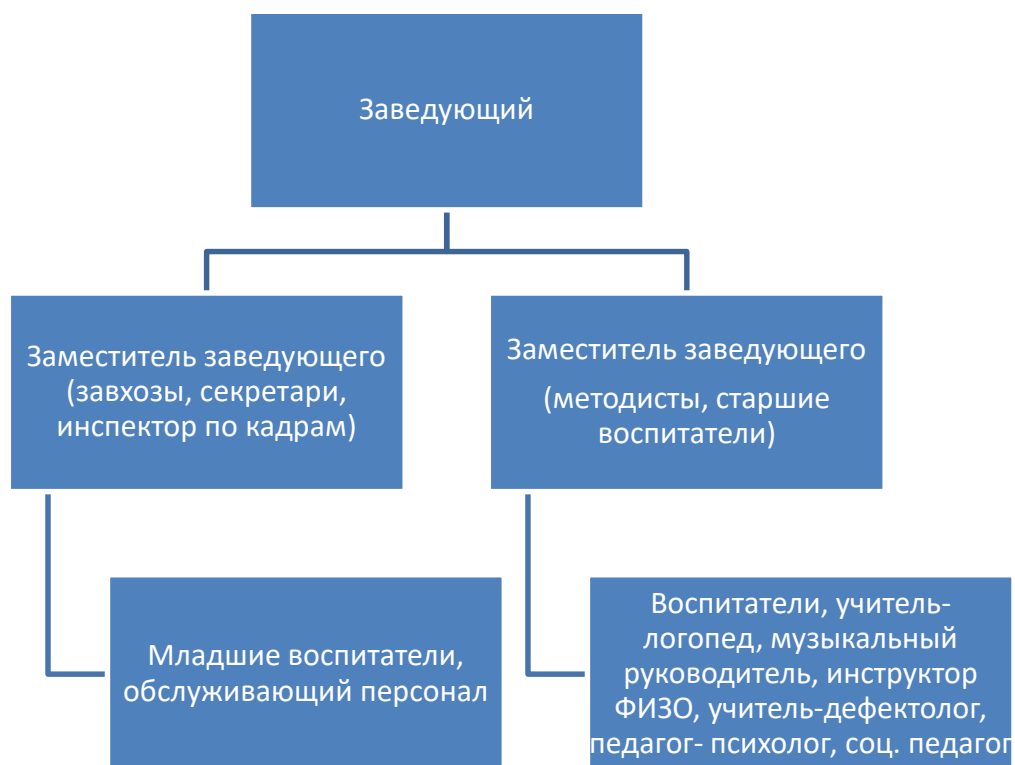 Заведующий
Заместитель заведующего
(завхозы, секретари,
инспектор по кадрам)
Заместитель заведующего
(методисты, старшие
воспитатели)
Младшие воспитатели,
обслуживающий персонал
Воспитатели, учитель-
логопед, музыкальный
руководитель, инструктор
ФИЗО, учитель-дефектолог,
педагог- психолог, соц. педагог